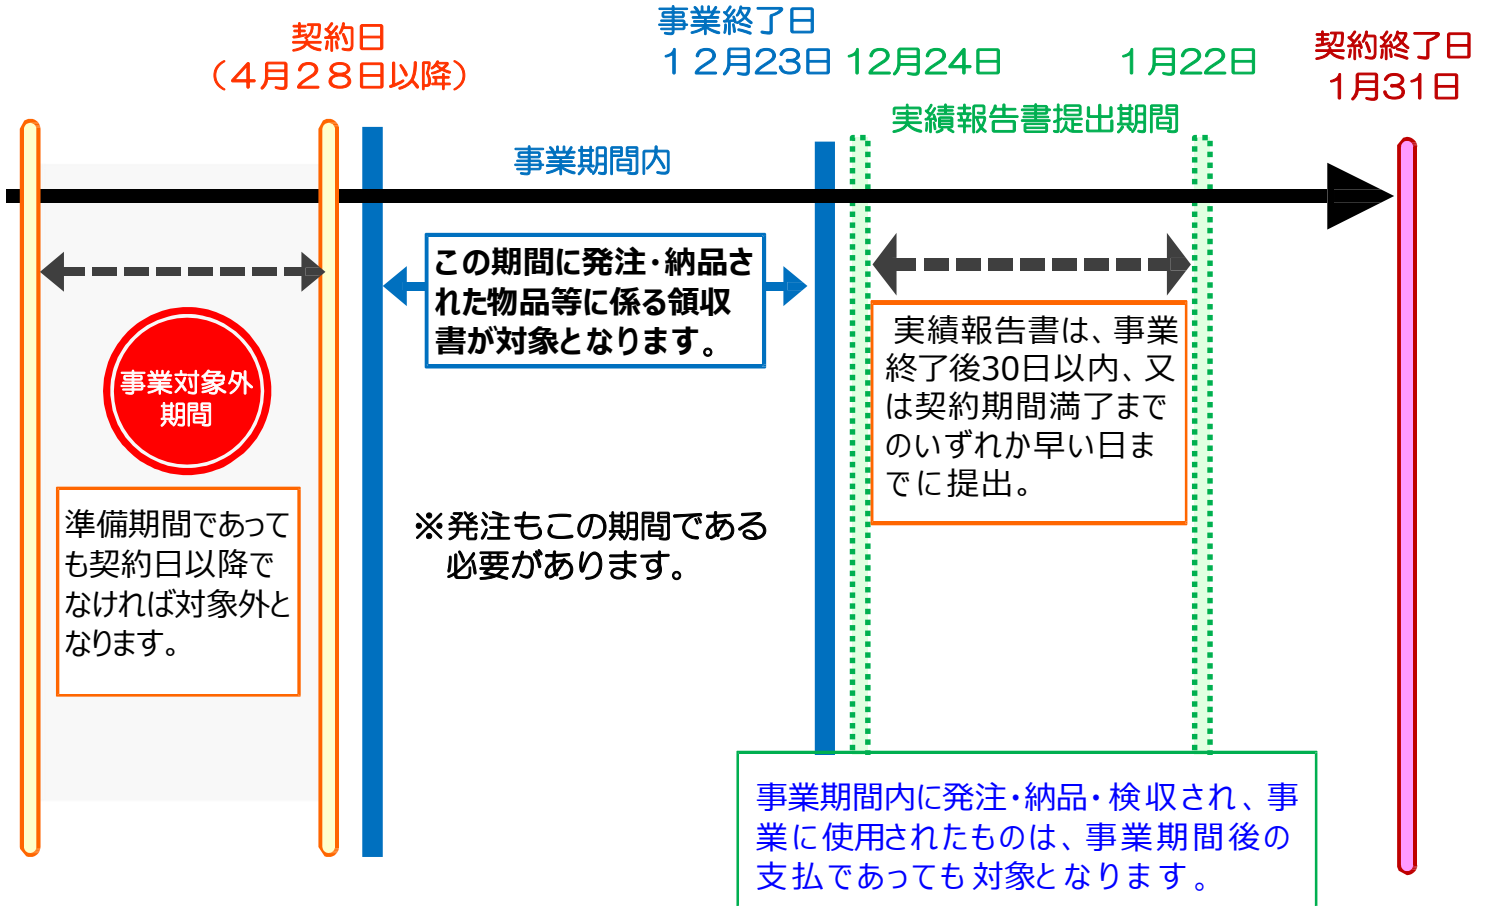 契約日
（４月２８日以降）
事業終了日
１２月23日
12月24日
１月22日
契約終了日
1月31日
実績報告書提出期間
事業期間内
この期間に発注・納品さ
れた物品等に係る領収
書が対象となります。
事業対象外
期間
準備期間であって
も契約日以降で
なければ対象外と
なります。
※発注もこの期間である
必要があります。
実績報告書は、事業
終了後30日以内、又
は契約期間満了まで
のいずれか早い日ま
でに提出。
事業期間内に発注・納品・検収され、事
業に使用されたものは、事業期間後の
支払であっても対象となります。